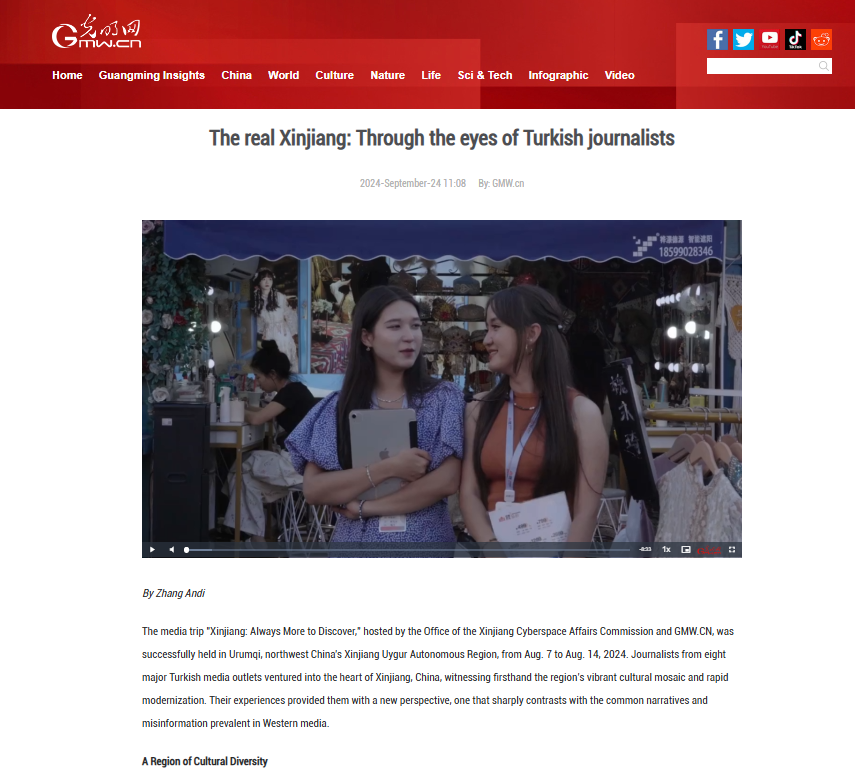 光明网
GMW.CN
YouTube
TikTok
Home Guangming Insights China World Culture Nature Life Sci & Tech Infographic Video
The real Xinjiang: Through the eyes of Turkish journalists
2024-September-24 11:08 By: GMW.cn
18599028346
-8:33 1x
By Zhang Andi
The media trip "Xinjiang: Always More to Discover," hosted by the Office of the Xinjiang Cyberspace Affairs Commission and GMW.CN, was
successfully held in Urumqi, northwest China's Xinjiang Uygur Autonomous Region, from Aug. 7 to Aug. 14, 2024. Journalists from eight
major Turkish media outlets ventured into the heart of Xinjiang, China, witnessing firsthand the region's vibrant cultural mosaic and rapid
modernization. Their experiences provided them with a new perspective, one that sharply contrasts with the common narratives and
misinformation prevalent in Western media.
A Region of Cultural Diversity